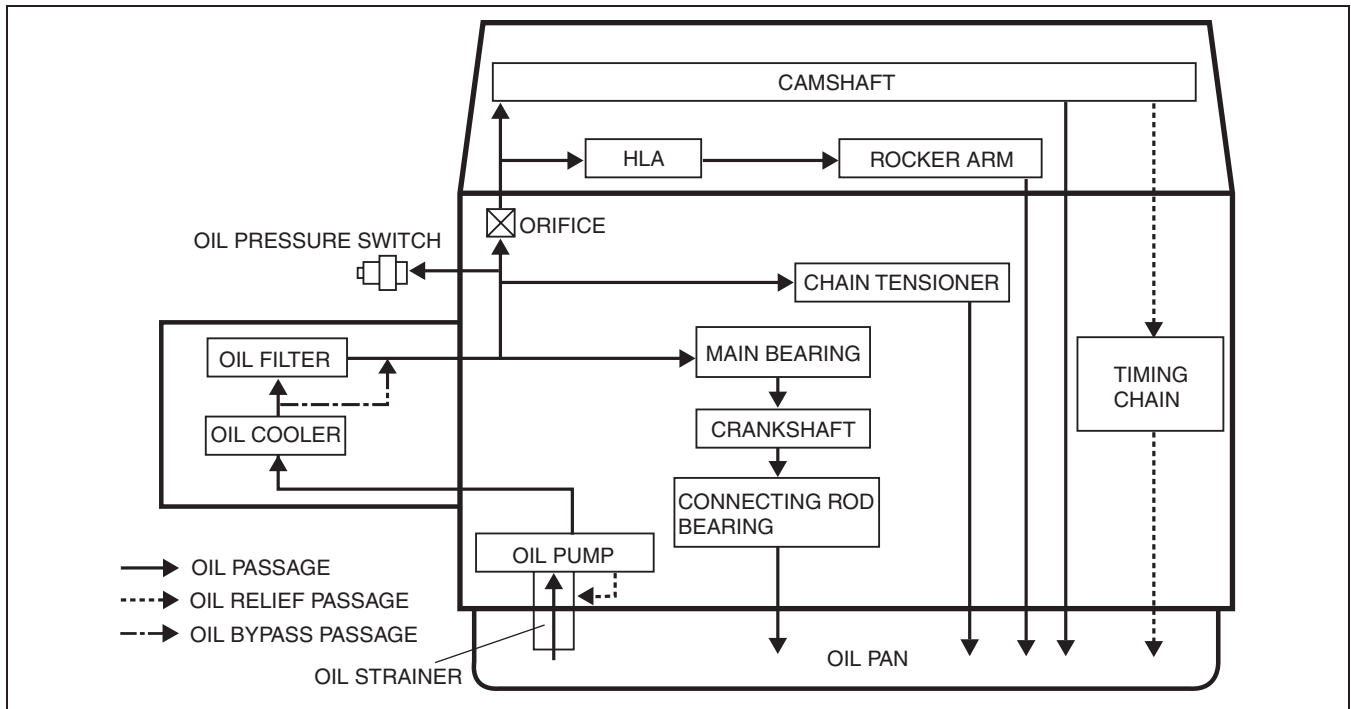 CAMSHAFT
HLA
ROCKER ARM
ORIFICE
OIL PRESSURE SWITCH
CHAIN TENSIONER
OIL FILTER
MAIN BEARING
TIMING
CHAIN
OIL COOLER
CRANKSHAFT
CONNECTING ROD
BEARING
OIL PUMP
OIL PASSAGE
OIL RELIEF PASSAGE
OIL BYPASS PASSAGE
OIL STRAINER
OIL PAN